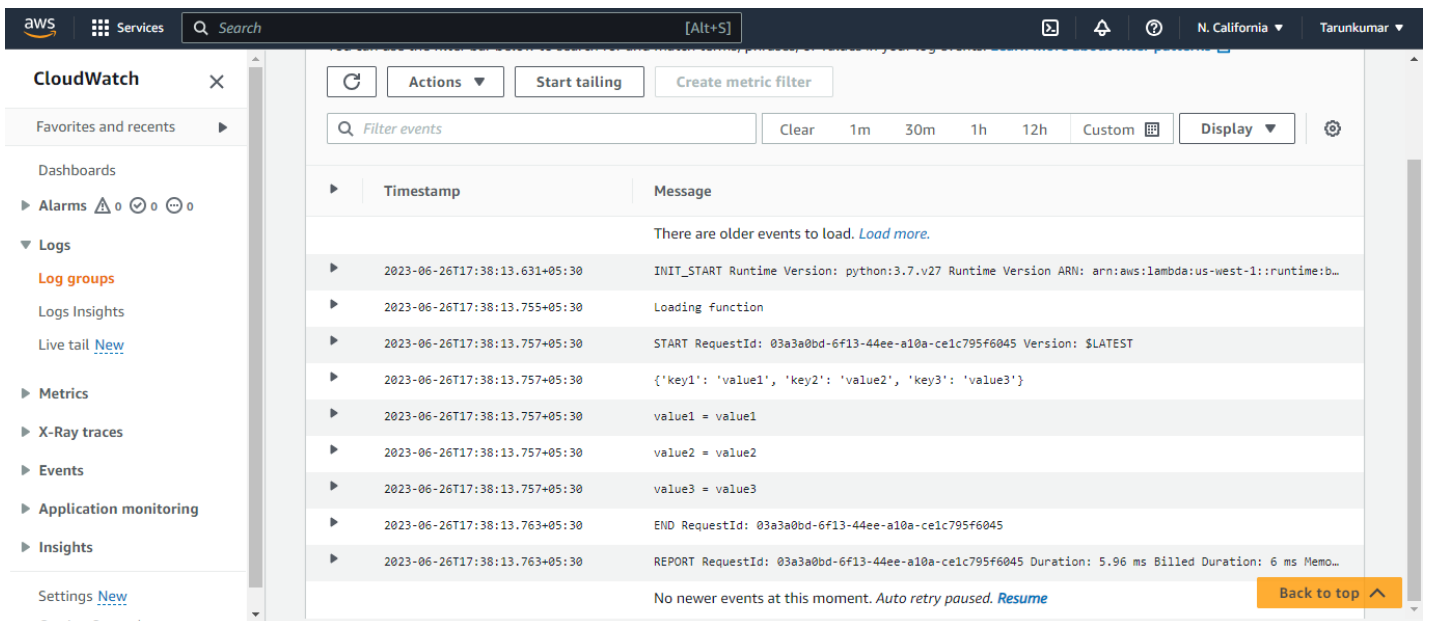 aws Services Search [Alt+S] N. California Tarunkumar
CloudWatch
Favorites and recents
Dashboards
Alarms 0 0 0
Logs
Log groups
Logs Insights
Live tail New
Metrics
X-Ray traces
Events
Application monitoring
Insights
Settings New
Actions Start tailing Create metric filter
Filter events Clear 1m 30m 1h 12h Custom Display
Timestamp Message
There are older events to load. Load more.
2023-06-26T17:38:13.631+05:30 INIT_START Runtime Version: python:3.7.v27 Runtime Version ARN: arn:aws:lambda:us-west-1::runtime:b…
2023-06-26T17:38:13.755+05:30 Loading function
2023-06-26T17:38:13.757+05:30 START RequestId: 03a3a0bd-6f13-44ee-a10a-ce1c795f6045 Version: $LATEST
2023-06-26T17:38:13.757+05:30 {'key1': 'value1', 'key2': 'value2', 'key3': 'value3'}
2023-06-26T17:38:13.757+05:30 value1 = value1
2023-06-26T17:38:13.757+05:30 value2 = value2
2023-06-26T17:38:13.757+05:30 value3 = value3
2023-06-26T17:38:13.763+05:30 END RequestId: 03a3a0bd-6f13-44ee-a10a-ce1c795f6045
2023-06-26T17:38:13.763+05:30 REPORT RequestId: 03a3a0bd-6f13-44ee-a10a-ce1c795f6045 Duration: 5.96 ms Billed Duration: 6 ms Memo…
No newer events at this moment. Auto retry paused. Resume
Back to top